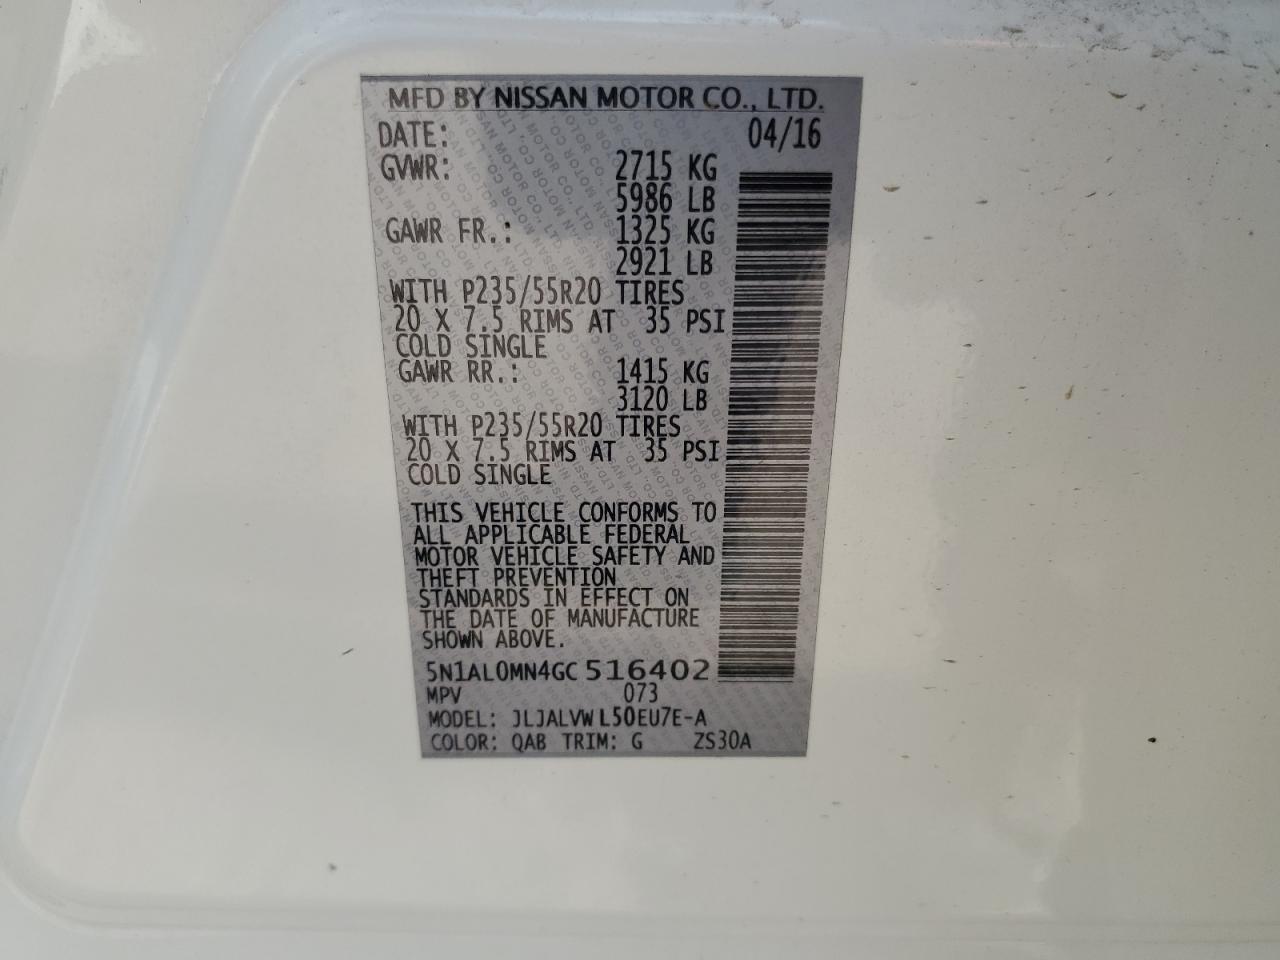 MFD BY NISSAN MOTOR CO., LTD.
DATE: 04/16
GVWR: 2715 KG
5986 LB
GAWR FR.: 1325 KG
2921 LB
WITH P235/55R20 TIRES
20 X 7.5 RIMS AT 35 PSI
COLD SINGLE
GAWR RR.: 1415 KG
3120 LB
WITH P235/55R20 TIRES
20 X 7.5 RIMS AT 35 PSI
COLD SINGLE
THIS VEHICLE CONFORMS TO
ALL APPLICABLE FEDERAL
MOTOR VEHICLE SAFETY AND
THEFT PREVENTION
STANDARDS IN EFFECT ON
THE DATE OF MANUFACTURE
SHOWN ABOVE.
5N1AL0MN4GC 516402
MPV 073
MODEL: JLJALVW L50EU7E-A
COLOR: QAB TRIM: G ZS30A